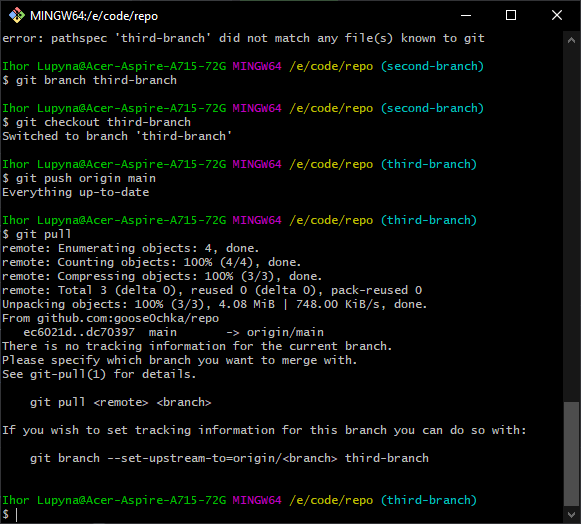 MINGW64:/e/code/repo
error: pathspec 'third-branch' did not match any file(s) known to git
Ihor Lupyna@Acer-Aspire-A715-72G MINGW64 /e/code/repo (second-branch)
$ git branch third-branch
Ihor Lupyna@Acer-Aspire-A715-72G MINGW64 /e/code/repo (second-branch)
$ git checkout third-branch
Switched to branch 'third-branch'
Ihor Lupyna@Acer-Aspire-A715-72G MINGW64 /e/code/repo (third-branch)
$ git push origin main
Everything up-to-date
Ihor Lupyna@Acer-Aspire-A715-72G MINGW64 /e/code/repo (third-branch)
$ git pull
remote: Enumerating objects: 4, done.
remote: Counting objects: 100% (4/4), done.
remote: Compressing objects: 100% (3/3), done.
remote: Total 3 (delta 0), reused 0 (delta 0), pack-reused 0
Unpacking objects: 100% (3/3), 4.08 MiB | 748.00 KiB/s, done.
From github.com:goose0chka/repo
   ec6021d..dc70397  main       -> origin/main
There is no tracking information for the current branch.
Please specify which branch you want to merge with.
See git-pull(1) for details.
    git pull <remote> <branch>
If you wish to set tracking information for this branch you can do so with:
    git branch --set-upstream-to=origin/<branch> third-branch
Ihor Lupyna@Acer-Aspire-A715-72G MINGW64 /e/code/repo (third-branch)
$